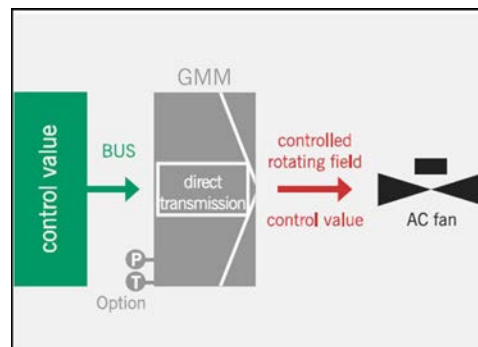 GMM
control value
BUS
direct
transmission
controlled
rotating field
control value
AC fan
P
T
Option